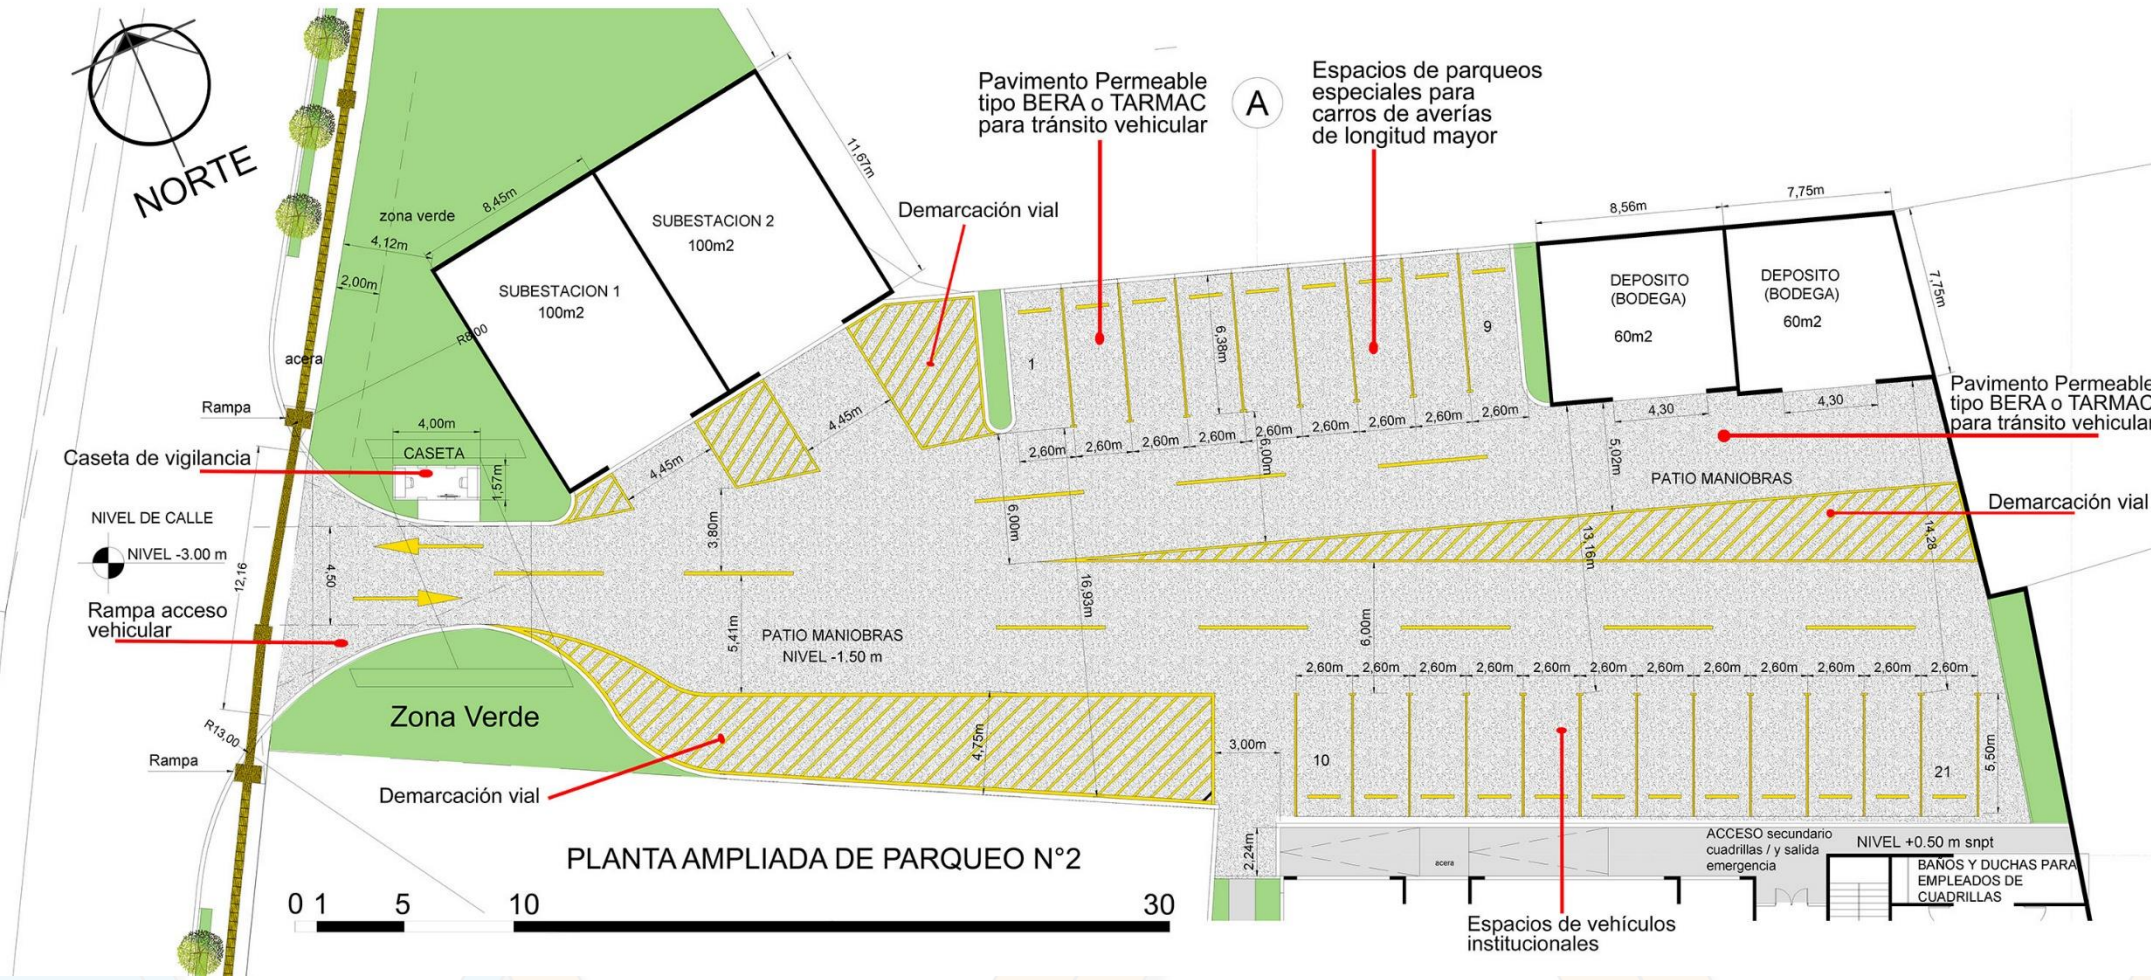 NORTE
Pavimento Permeable
tipo BERA o TARMAC
para tránsito vehicular
A
Espacios de parqueos
especiales para
carros de averías
de longitud mayor
11,67m
8,45m
zona verde
4,12m
2,00m
SUBESTACION 2
100m2
SUBESTACION 1
100m2
Demarcación vial
8,56m
7,75m
7,75m
DEPOSITO
(BODEGA)
60m2
DEPOSITO
(BODEGA)
60m2
R8,00
acera
Rampa
4,00m
CASETA
1,57m
Caseta de vigilancia
1
9
6,38m
4,45m
4,45m
2,60m
2,60m
2,60m
2,60m
2,60m
2,60m
2,60m
2,60m
2,60m
4,30
4,30
Pavimento Permeable
tipo BERA o TARMAC
para tránsito vehicular
5,02m
6,00m
6,00m
PATIO MANIOBRAS
Demarcación vial
NIVEL DE CALLE
NIVEL -3.00 m
12,16
4,50
3,80m
5,41m
16,93m
13,16m
14,28
9,00m
Rampa acceso
vehicular
PATIO MANIOBRAS
NIVEL -1.50 m
2,60m
2,60m
2,60m
2,60m
2,60m
2,60m
2,60m
2,60m
2,60m
2,60m
2,60m
2,60m
Zona Verde
R13,00
Rampa
4,75m
3,00m
10
21
5,50m
Demarcación vial
2,24m
acera
ACCESO secundario
cuadrillas / y salida
emergencia
NIVEL +0.50 m snpt
BAÑOS Y DUCHAS PARA
EMPLEADOS DE
CUADRILLAS
PLANTA AMPLIADA DE PARQUEO N°2
0 1 5 10 30
Espacios de vehículos
institucionales